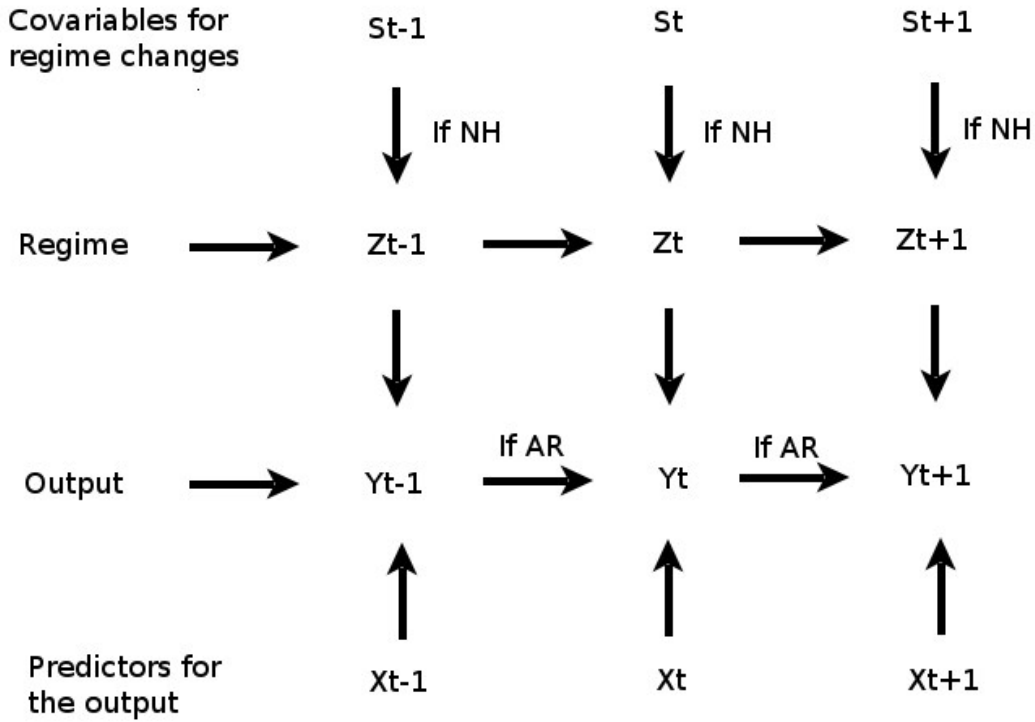 Covariables for
regime changes
St-1
St
St+1
If NH
If NH
If NH
Regime
Zt-1
Zt
Zt+1
If AR
If AR
Output
Yt-1
Yt
Yt+1
Predictors for
the output
Xt-1
Xt
Xt+1